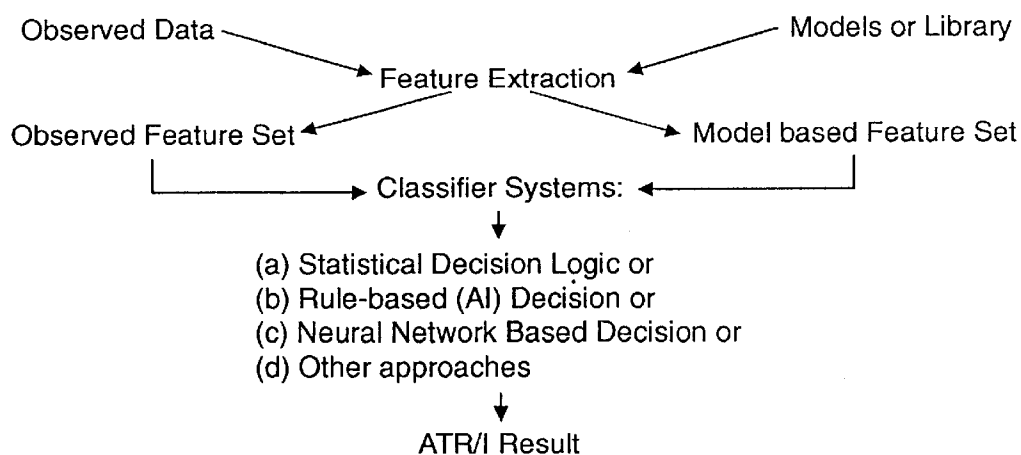 Observed Data
Models or Library
Feature Extraction
Observed Feature Set
Model based Feature Set
Classifier Systems:
(a) Statistical Decision Logic or
(b) Rule-based (AI) Decision or
(c) Neural Network Based Decision or
(d) Other approaches
ATR/I Result